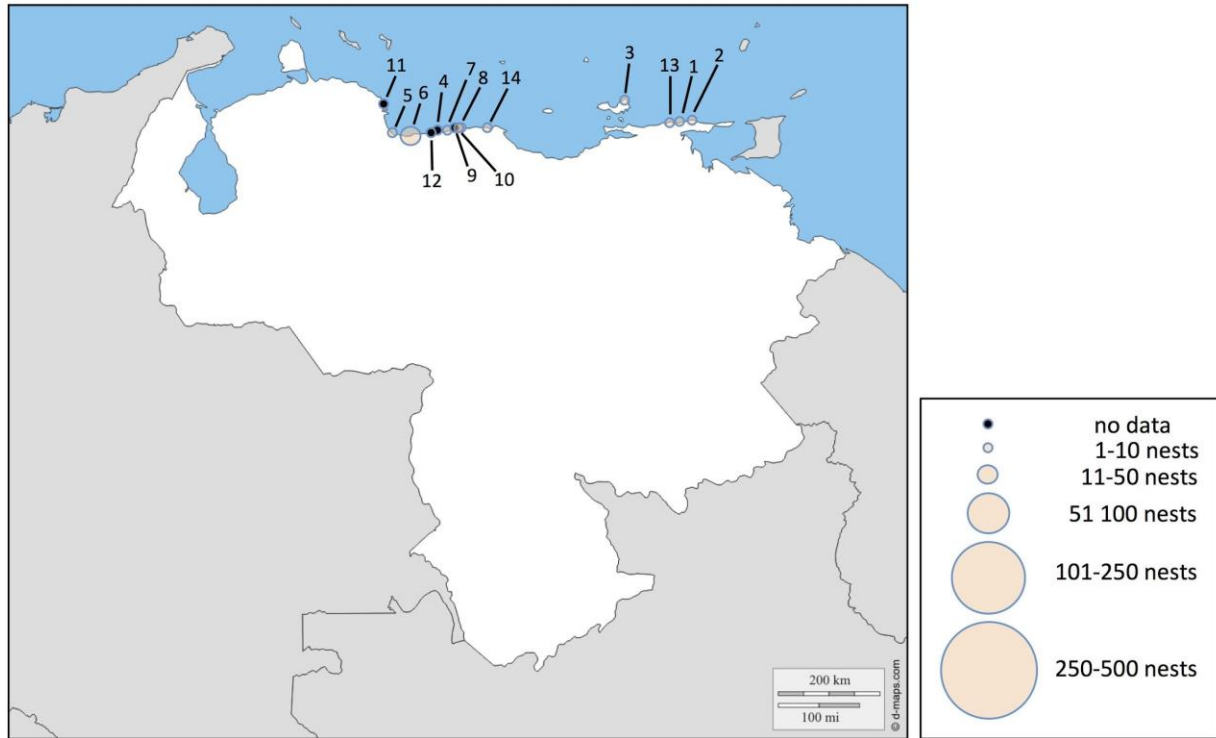 3
13
1
2
11
5
6
4
7
8
14
12
9
10
200 km
100 mi
© d-maps.com
no data
1-10 nests
11-50 nests
51 100 nests
101-250 nests
250-500 nests